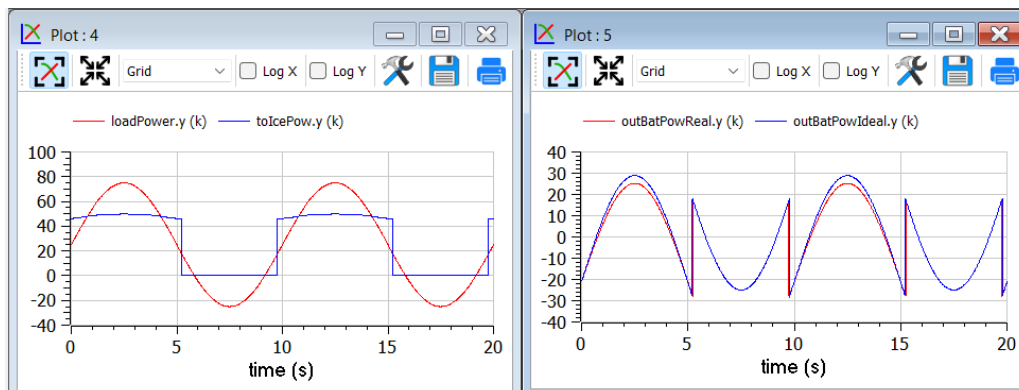 Plot : 4
Grid
Log X
Log Y
loadPower.y (k)
toIcePow.y (k)
100
80
60
40
20
0
-20
-40
0
5
10
15
20
time (s)
Plot : 5
Grid
Log X
Log Y
outBatPowReal.y (k)
outBatPowIdeal.y (k)
40
30
20
10
0
-10
-20
-30
-40
0
5
10
15
20
time (s)